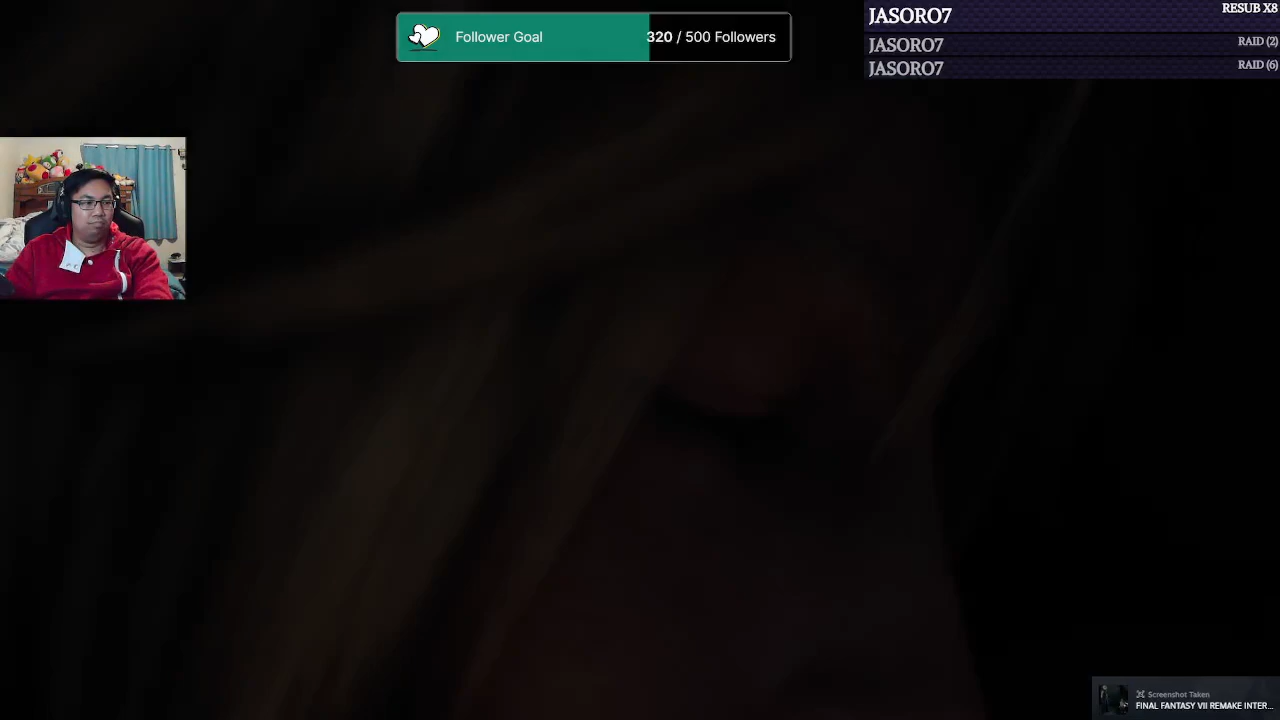 Follower Goal
320 / 500 Followers
JASORO7
RESUB X8
JASORO7
RAID (2)
JASORO7
RAID (6)
Screenshot Taken
FINAL FANTASY VII REMAKE INTER...